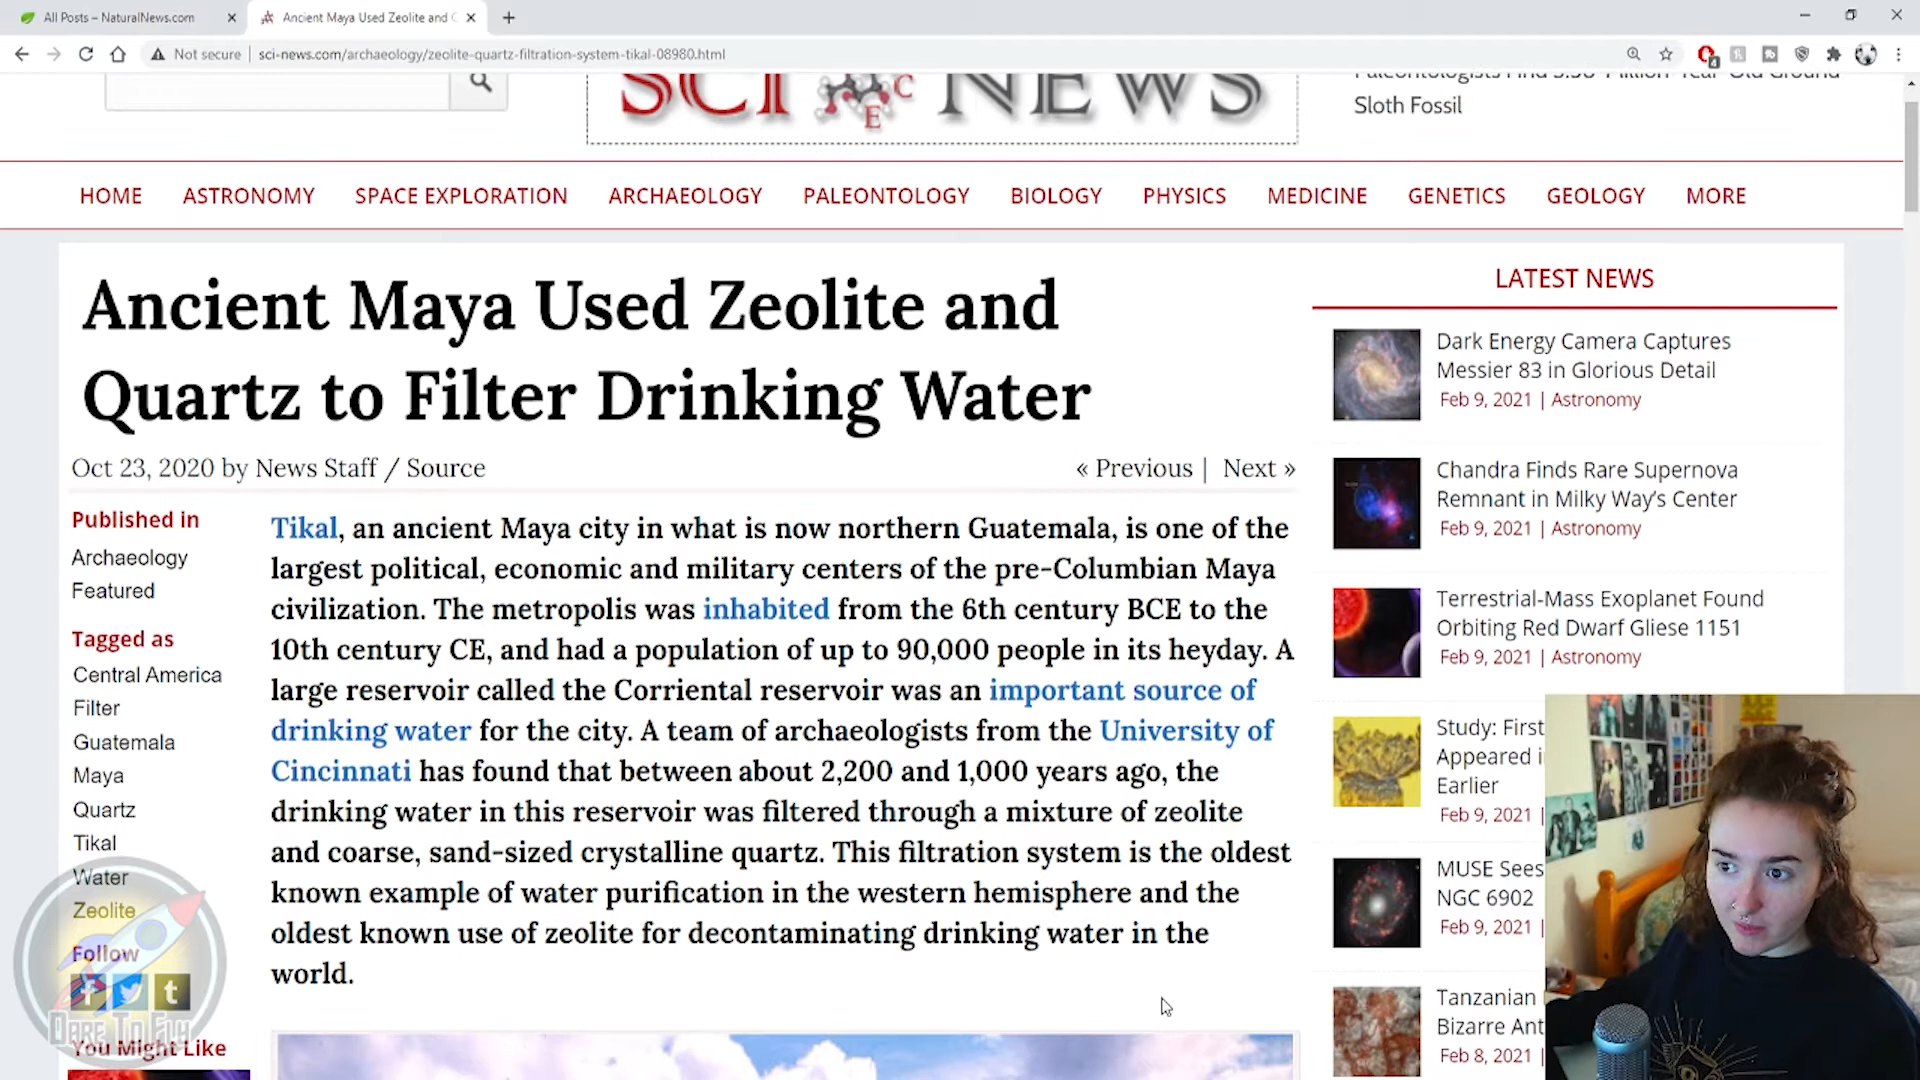 All Posts – NaturalNews.com
Ancient Maya Used Zeolite and
Not secure
sci-news.com/archaeology/zeolite-quartz-filtration-system-tikal-08980.html
4
SCI NEWS
C
E
Sloth Fossil
HOME
ASTRONOMY
SPACE EXPLORATION
ARCHAEOLOGY
PALEONTOLOGY
BIOLOGY
PHYSICS
MEDICINE
GENETICS
GEOLOGY
MORE
Ancient Maya Used Zeolite and
Quartz to Filter Drinking Water
Oct 23, 2020 by News Staff / Source
« Previous | Next »
Published in
Archaeology
Featured
Tagged as
Central America
Filter
Guatemala
Maya
Quartz
Tikal
Water
Zeolite
Follow
f
t
Dare To Fly
You Might Like
Tikal, an ancient Maya city in what is now northern Guatemala, is one of the
largest political, economic and military centers of the pre-Columbian Maya
civilization. The metropolis was inhabited from the 6th century BCE to the
10th century CE, and had a population of up to 90,000 people in its heyday. A
large reservoir called the Corriental reservoir was an important source of
drinking water for the city. A team of archaeologists from the University of
Cincinnati has found that between about 2,200 and 1,000 years ago, the
drinking water in this reservoir was filtered through a mixture of zeolite
and coarse, sand-sized crystalline quartz. This filtration system is the oldest
known example of water purification in the western hemisphere and the
oldest known use of zeolite for decontaminating drinking water in the
world.
LATEST NEWS
Dark Energy Camera Captures
Messier 83 in Glorious Detail
Feb 9, 2021 | Astronomy
Chandra Finds Rare Supernova
Remnant in Milky Way's Center
Feb 9, 2021 | Astronomy
Terrestrial-Mass Exoplanet Found
Orbiting Red Dwarf Gliese 1151
Feb 9, 2021 | Astronomy
Study: First
Appeared i
Earlier
Feb 9, 2021 |
MUSE Sees
NGC 6902
Feb 9, 2021 |
Tanzanian
Bizarre Ant
Feb 8, 2021 |